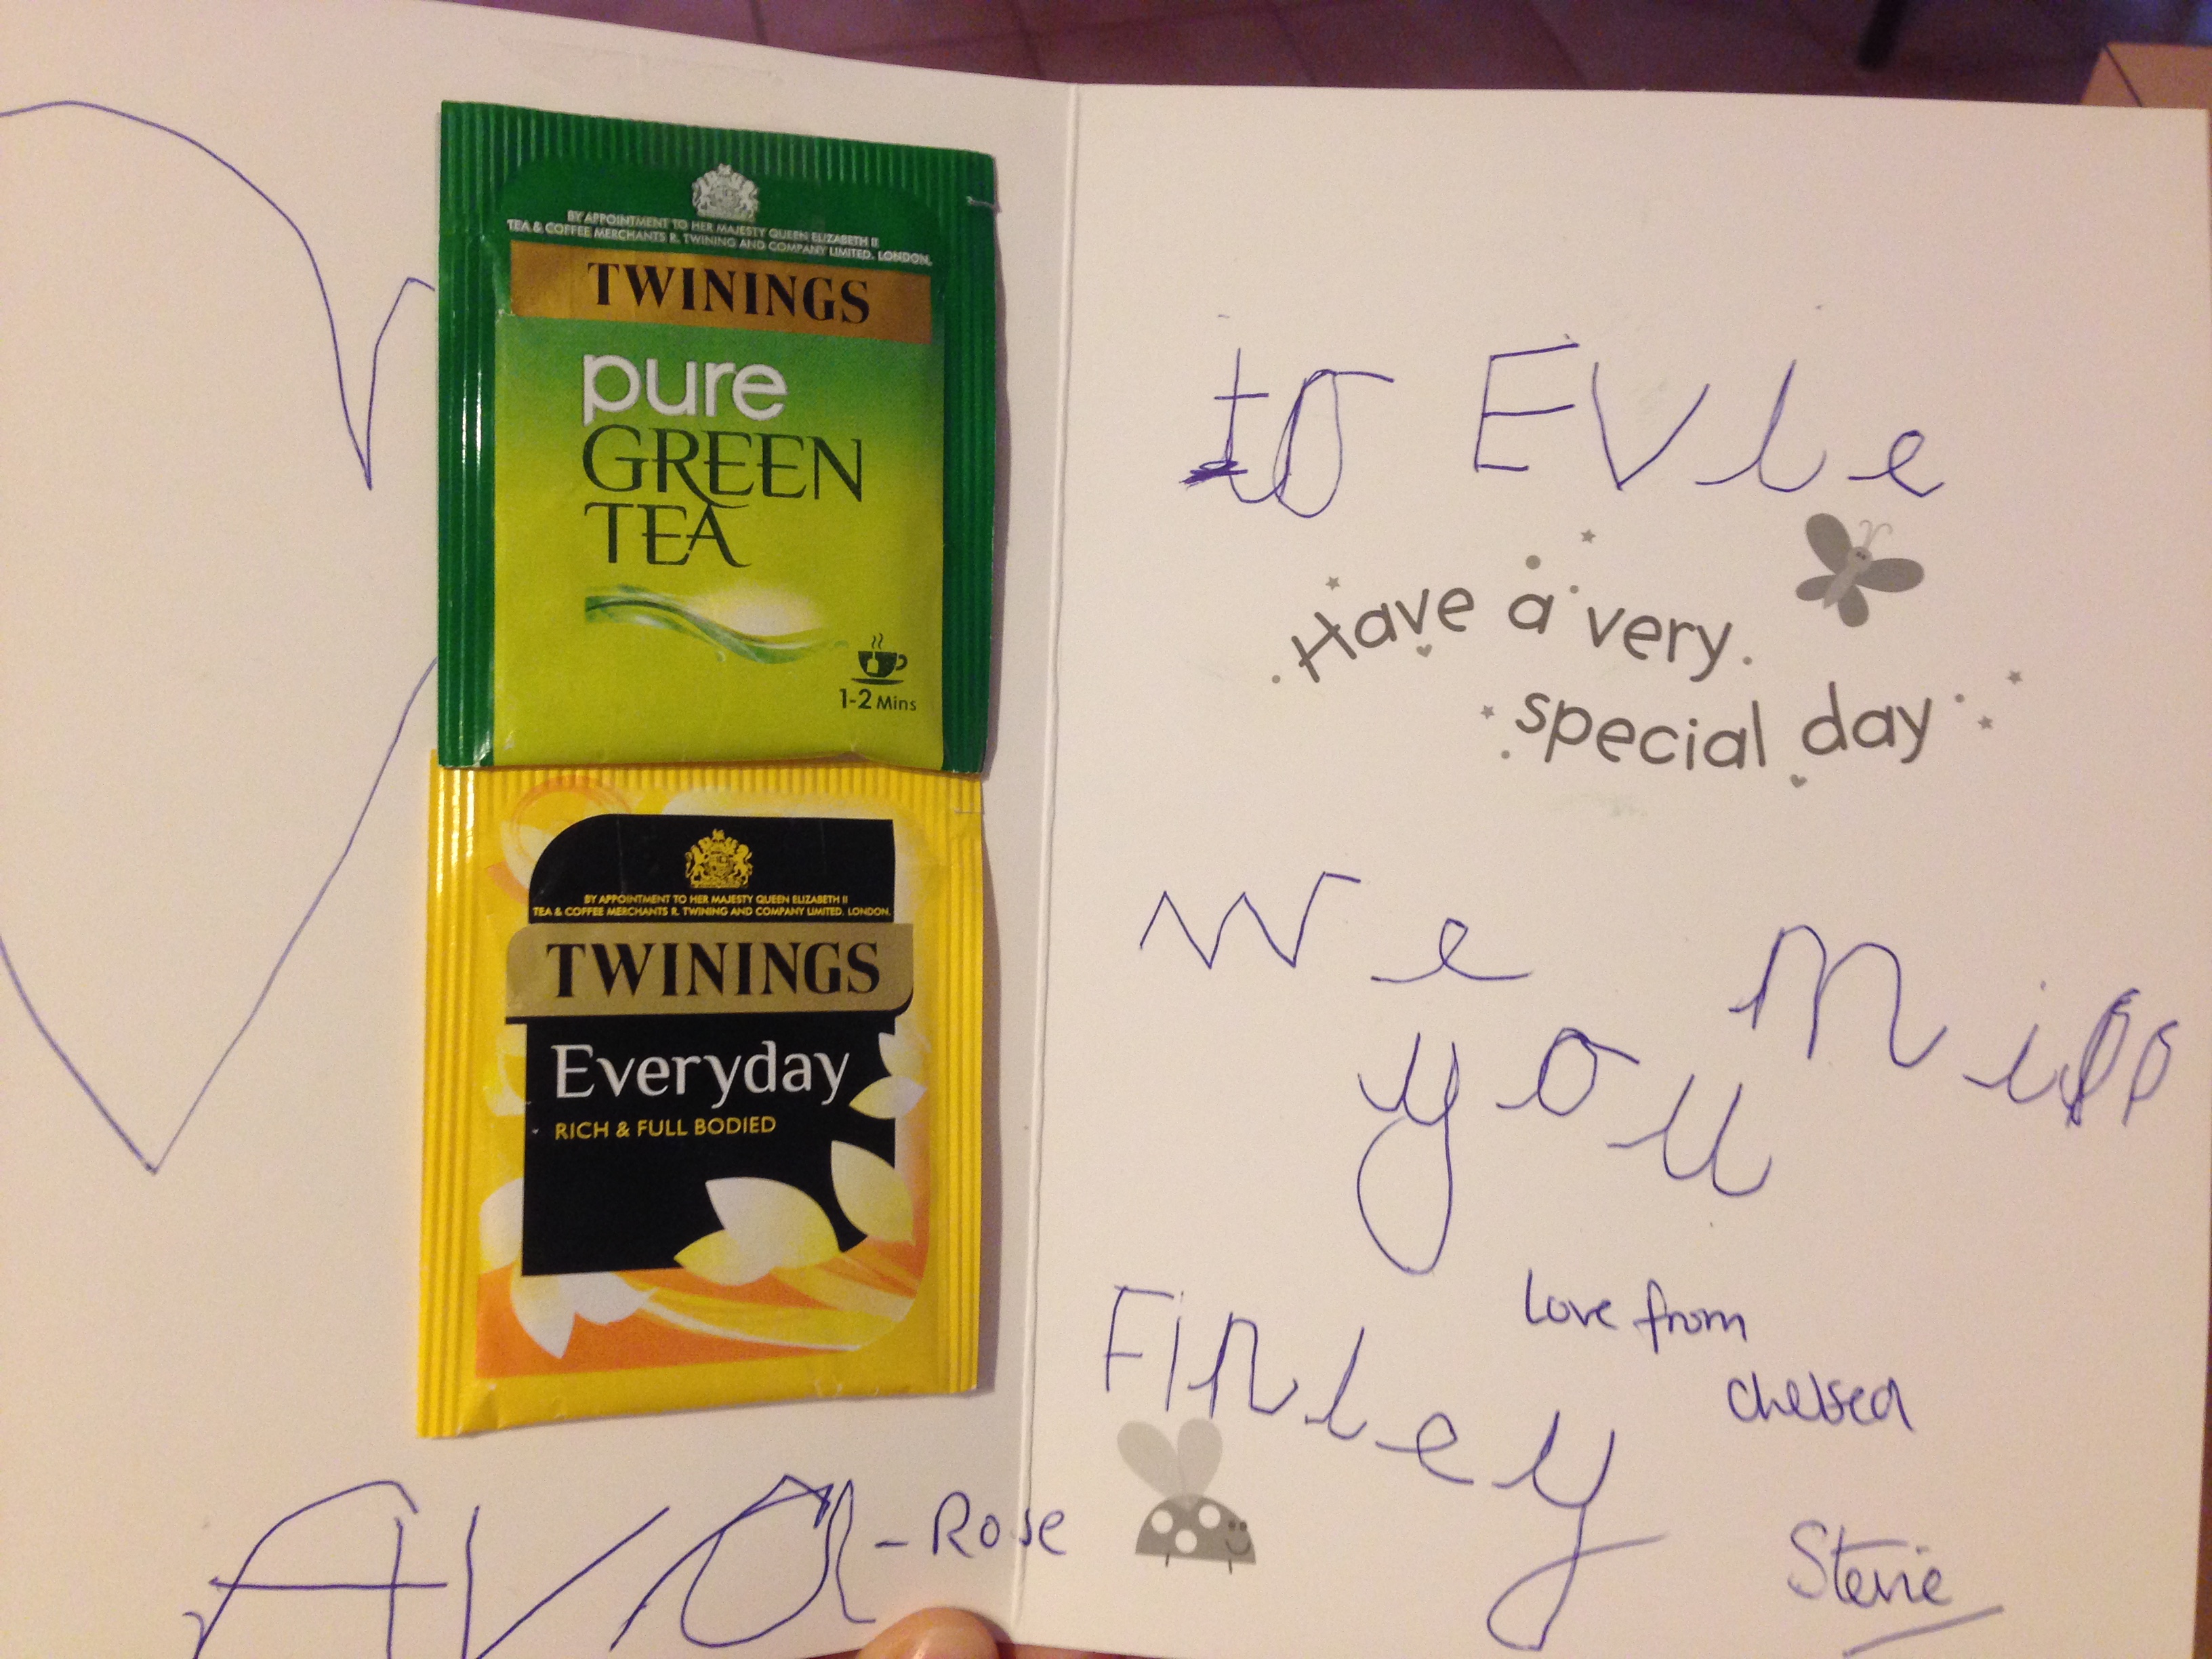 BY APPOINTMENT TO HER MAJESTY QUEEN ELIZABETH II
TEA & COFFEE MERCHANTS R. TWINING AND COMPANY LIMITED. LONDON.
TWININGS
pure
GREEN
TEA
1-2 Mins
BY APPOINTMENT TO HER MAJESTY QUEEN ELIZABETH II
TEA & COFFEE MERCHANTS R. TWINING AND COMPANY LIMITED. LONDON.
TWININGS
Everyday
RICH & FULL BODIED
AVa-Rose
to EVie
Have a very
special day
We miss
you
love from
Finley
chelsea
Stevie